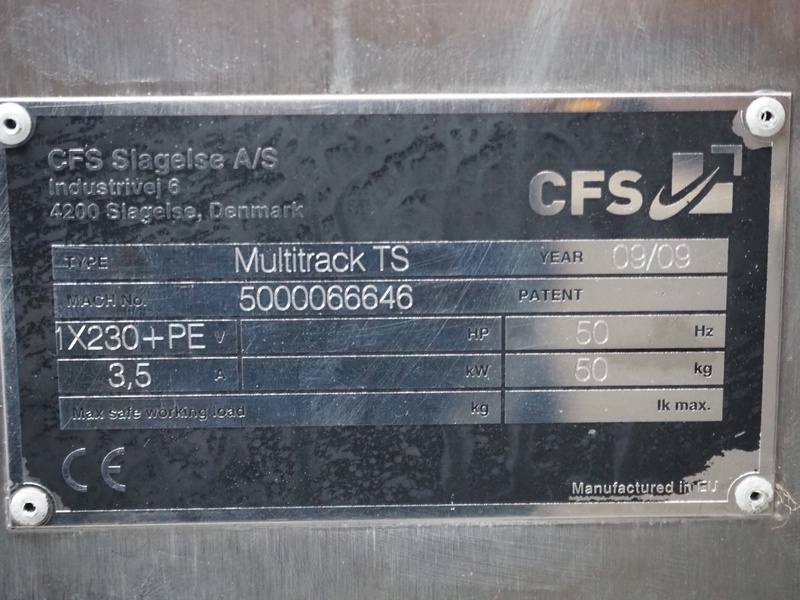 CFS Slagelse A/S
Industrivej 6
4200 Slagelse, Denmark
CFS
TYPE Multitrack TS YEAR 09/09
MACH No. 5000066646 PATENT
1X230+PE V HP 50 Hz
3,5 A kW 50 kg
Max safe working load kg Ik max.
CE
Manufactured in EU